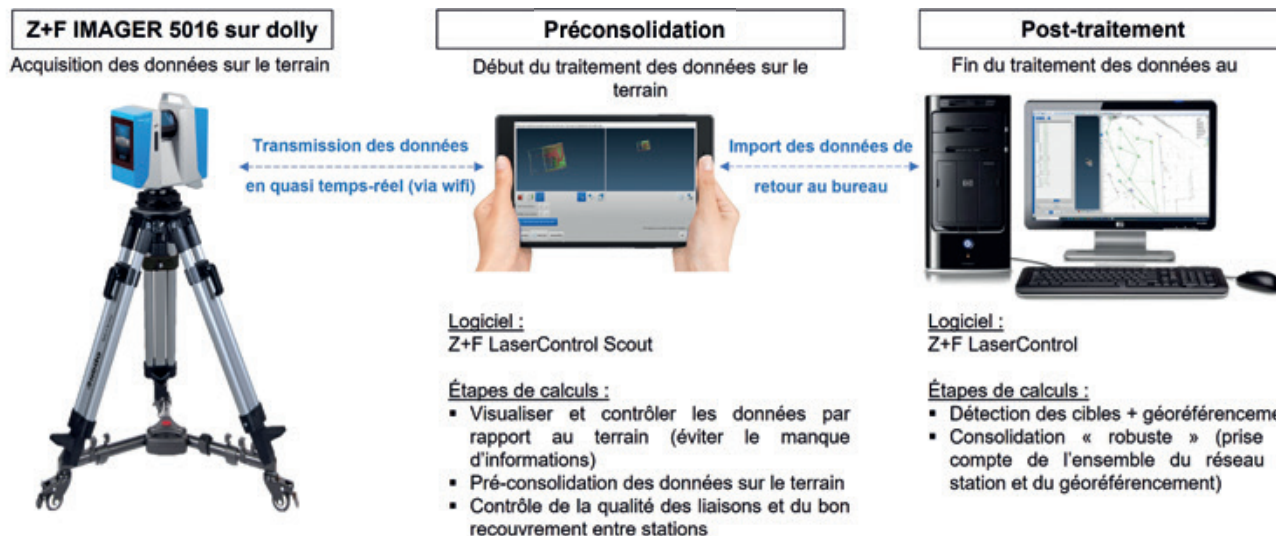 Z+F IMAGER 5016 sur dolly
Acquisition des données sur le terrain
Préconsolidation
Début du traitement des données sur le
terrain
Post-traitement
Fin du traitement des données au
Transmission des données
en quasi temps-réel (via wifi)
Import des données de
retour au bureau
Logiciel :
Z+F LaserControl Scout
Étapes de calculs :
▪ Visualiser et contrôler les données par
rapport au terrain (éviter le manque
d'informations)
▪ Pré-consolidation des données sur le terrain
▪ Contrôle de la qualité des liaisons et du bon
recouvrement entre stations
Logiciel :
Z+F LaserControl
Étapes de calculs :
▪ Détection des cibles + géoréférenceme
▪ Consolidation « robuste » (prise
compte de l'ensemble du réseau
station et du géoréférencement)